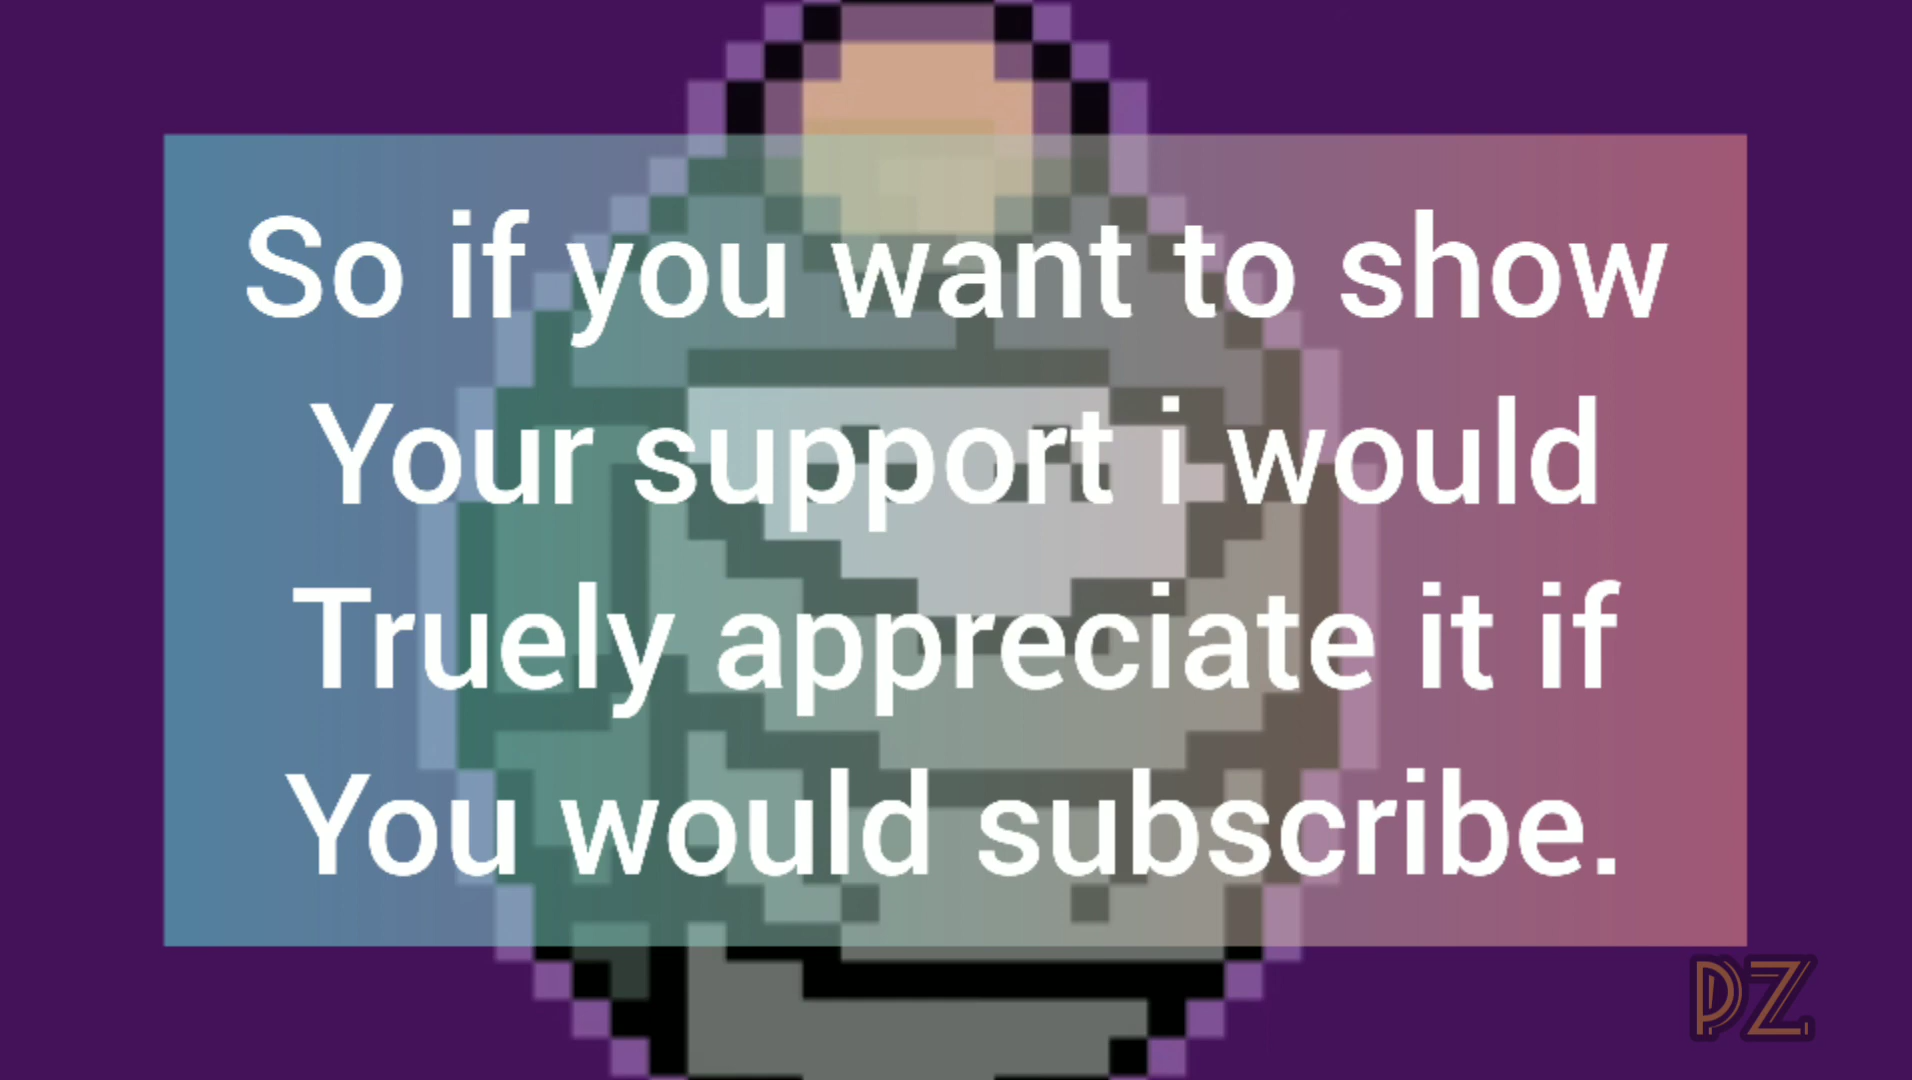 So if you want to show
Your support i would
Truely appreciate it if
You would subscribe.
PZ